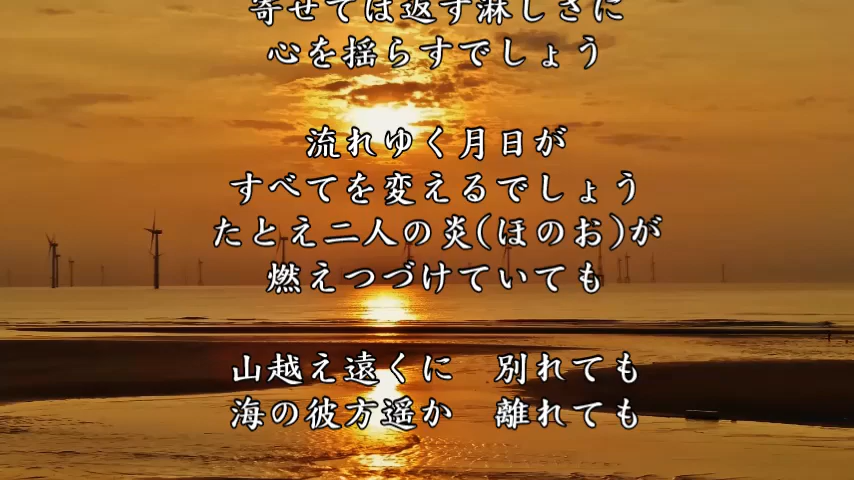 寄せては返す淋しさに
心を揺らすでしょう
流れゆく月日が
すべてを変えるでしょう
たとえ二人の炎(ほのお)が
燃えつづけていても
山越え遠くに　別れても
海の彼方遥か　離れても